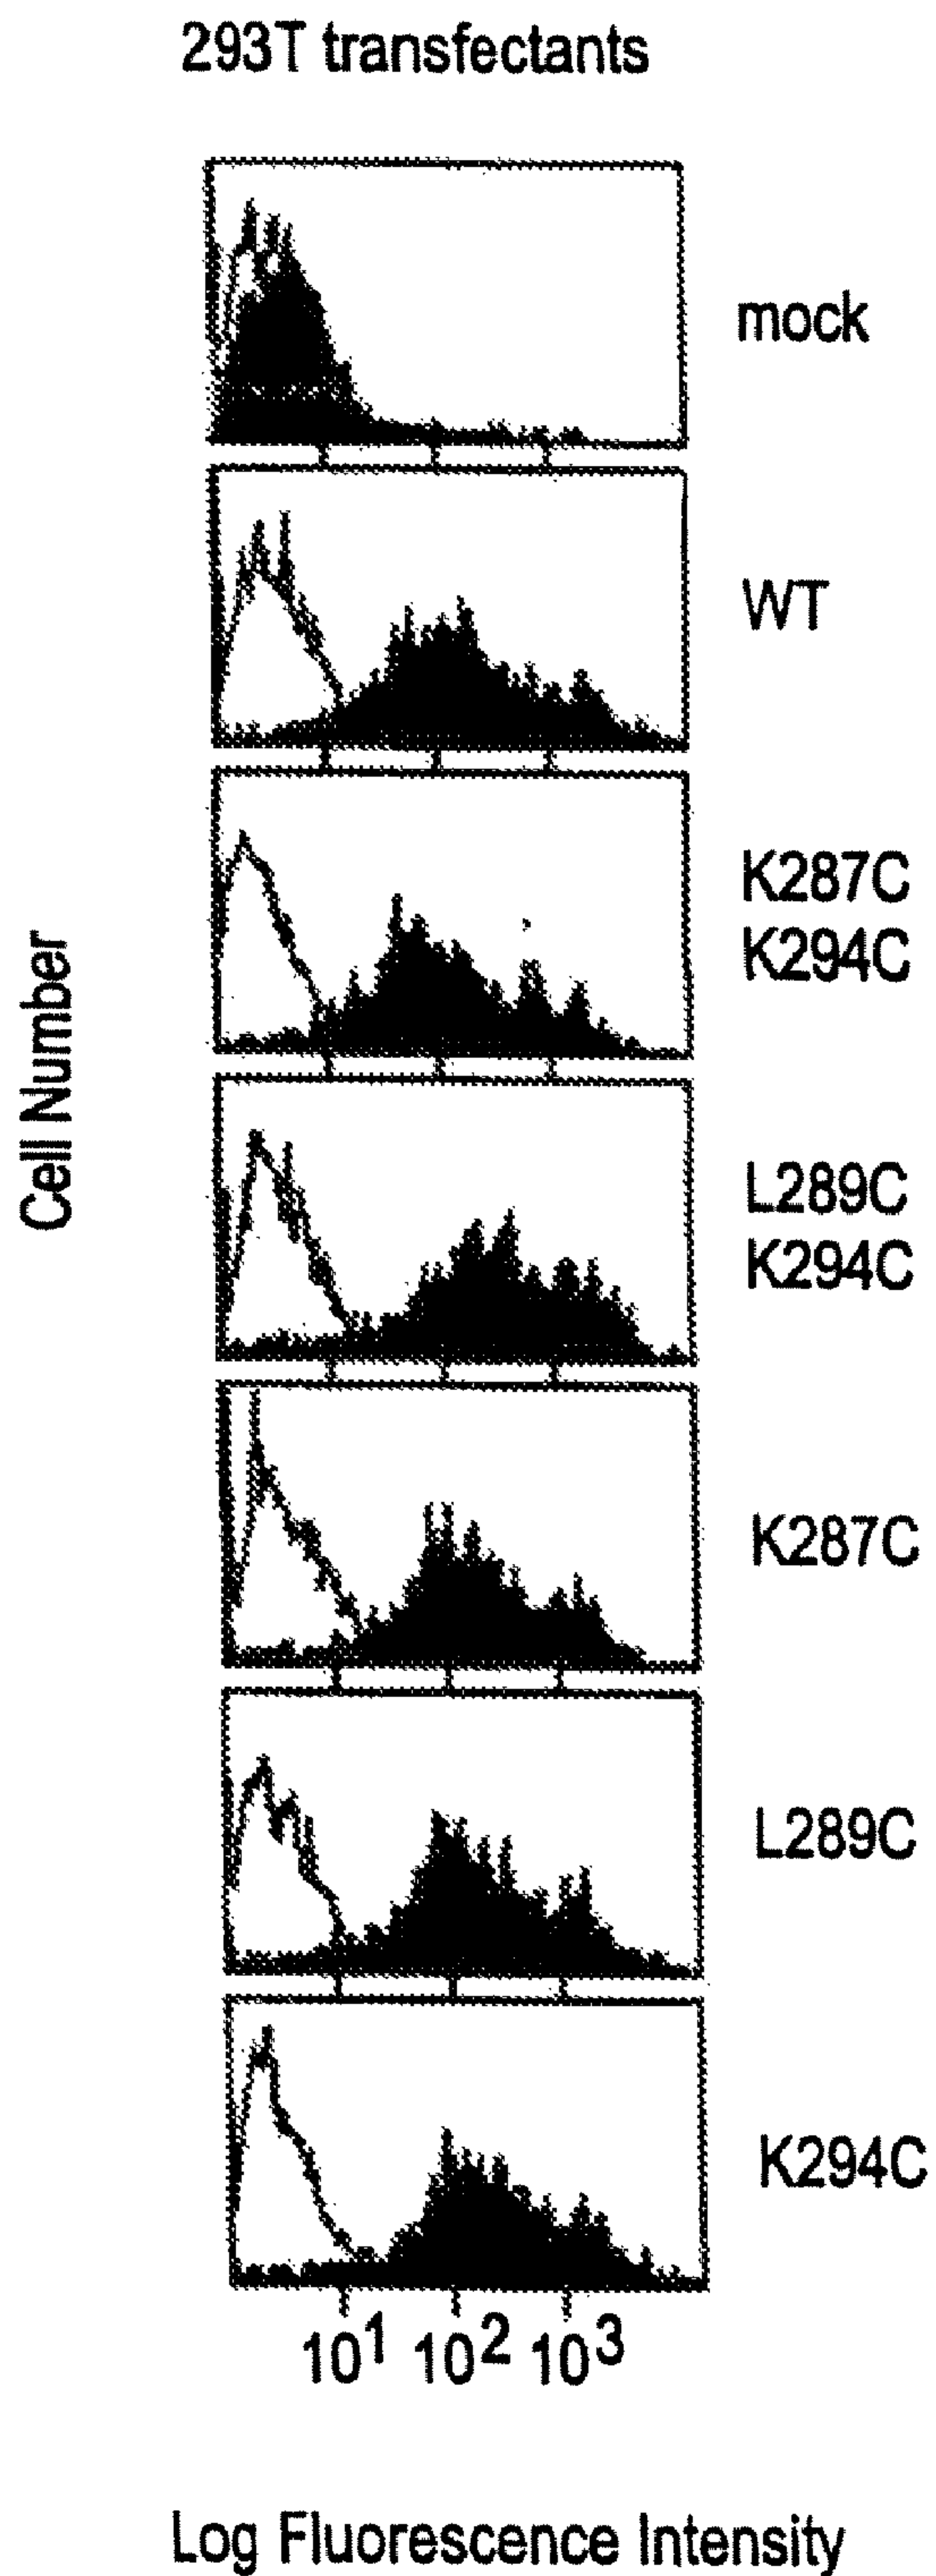 293T transfectants
mock
WT
K287C
K294C
L289C
K294C
K287C
L289C
K294C
Cell Number
10¹ 10² 10³
Log Fluorescence Intensity